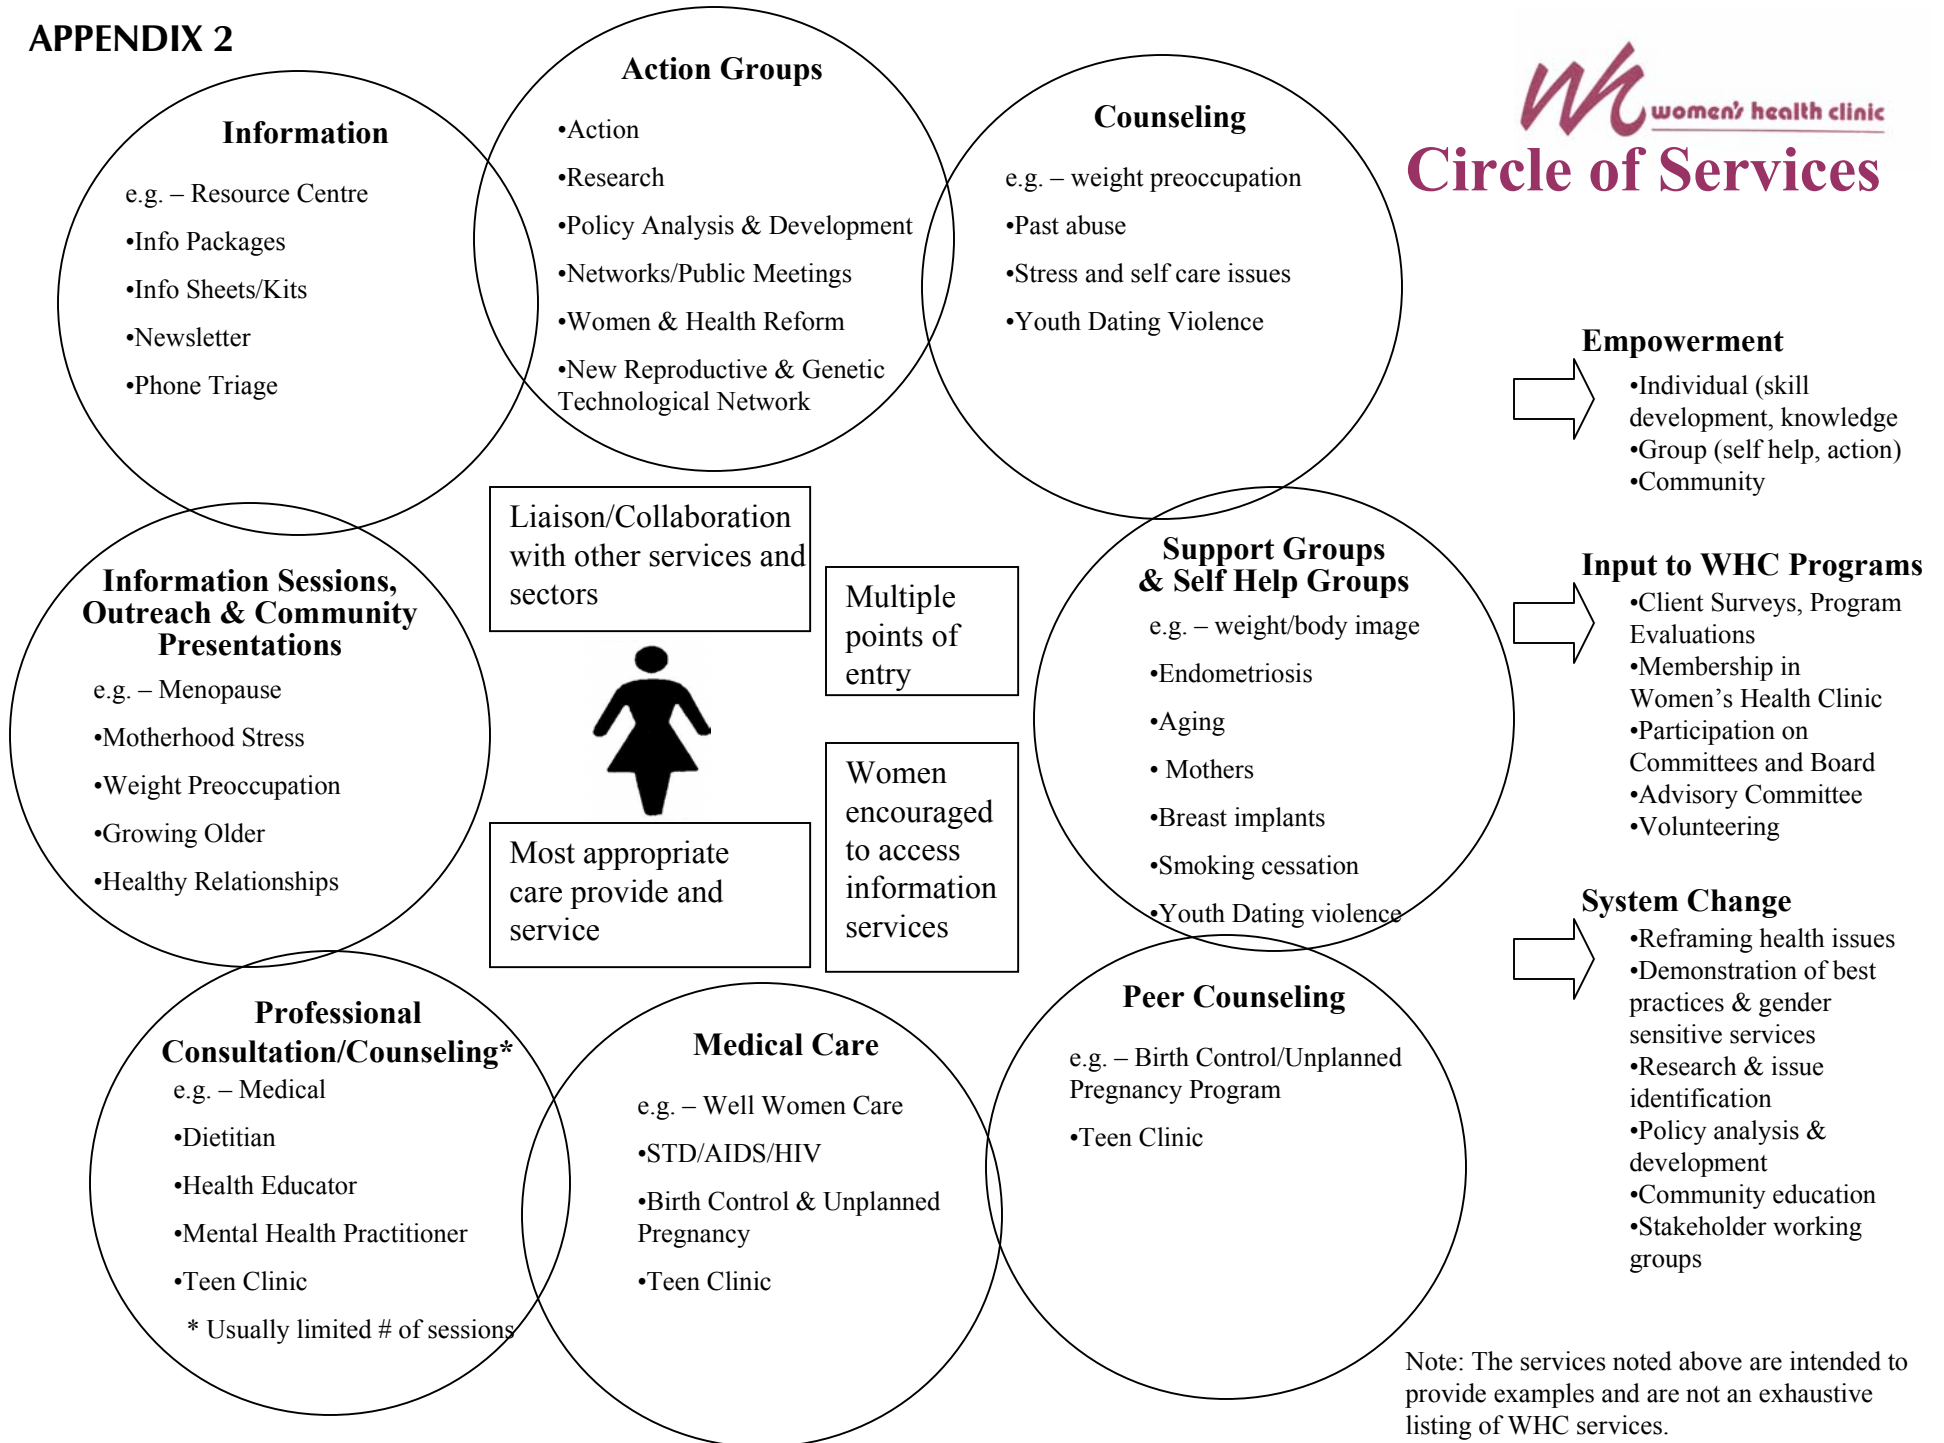 APPENDIX 2
women's health clinic
Circle of Services
Information
e.g. – Resource Centre
•Info Packages
•Info Sheets/Kits
•Newsletter
•Phone Triage
Action Groups
•Action
•Research
•Policy Analysis & Development
•Networks/Public Meetings
•Women & Health Reform
•New Reproductive & Genetic
Technological Network
Counseling
e.g. – weight preoccupation
•Past abuse
•Stress and self care issues
•Youth Dating Violence
Information Sessions,
Outreach & Community
Presentations
e.g. – Menopause
•Motherhood Stress
•Weight Preoccupation
•Growing Older
•Healthy Relationships
Liaison/Collaboration
with other services and
sectors
Multiple
points of
entry
Most appropriate
care provide and
service
Women
encouraged
to access
information
services
Support Groups
& Self Help Groups
e.g. – weight/body image
•Endometriosis
•Aging
• Mothers
•Breast implants
•Smoking cessation
•Youth Dating violence
Professional
Consultation/Counseling*
e.g. – Medical
•Dietitian
•Health Educator
•Mental Health Practitioner
•Teen Clinic
* Usually limited # of sessions
Medical Care
e.g. – Well Women Care
•STD/AIDS/HIV
•Birth Control & Unplanned
Pregnancy
•Teen Clinic
Peer Counseling
e.g. – Birth Control/Unplanned
Pregnancy Program
•Teen Clinic
Empowerment
•Individual (skill
development, knowledge
•Group (self help, action)
•Community
Input to WHC Programs
•Client Surveys, Program
Evaluations
•Membership in
Women’s Health Clinic
•Participation on
Committees and Board
•Advisory Committee
•Volunteering
System Change
•Reframing health issues
•Demonstration of best
practices & gender
sensitive services
•Research & issue
identification
•Policy analysis &
development
•Community education
•Stakeholder working
groups
Note: The services noted above are intended to
provide examples and are not an exhaustive
listing of WHC services.